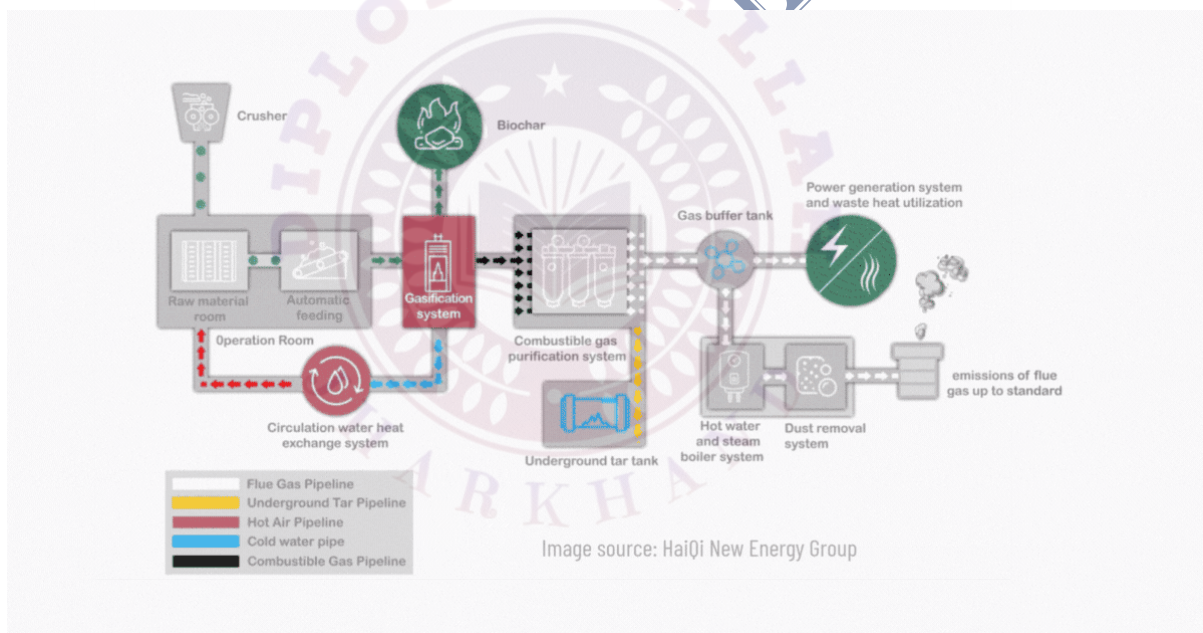 Crusher
Biochar
Power generation system
and waste heat utilization
Gas buffer tank
Raw material
room
Automatic
feeding
Gasification
system
Operation Room
Combustible gas
purification system
emissions of flue
gas up to standard
Circulation water heat
exchange system
Hot water
and steam
boiler system
Dust removal
system
Underground tar tank
Flue Gas Pipeline
Underground Tar Pipeline
Hot Air Pipeline
Cold water pipe
Combustible Gas Pipeline
Image source: HaiQi New Energy Group